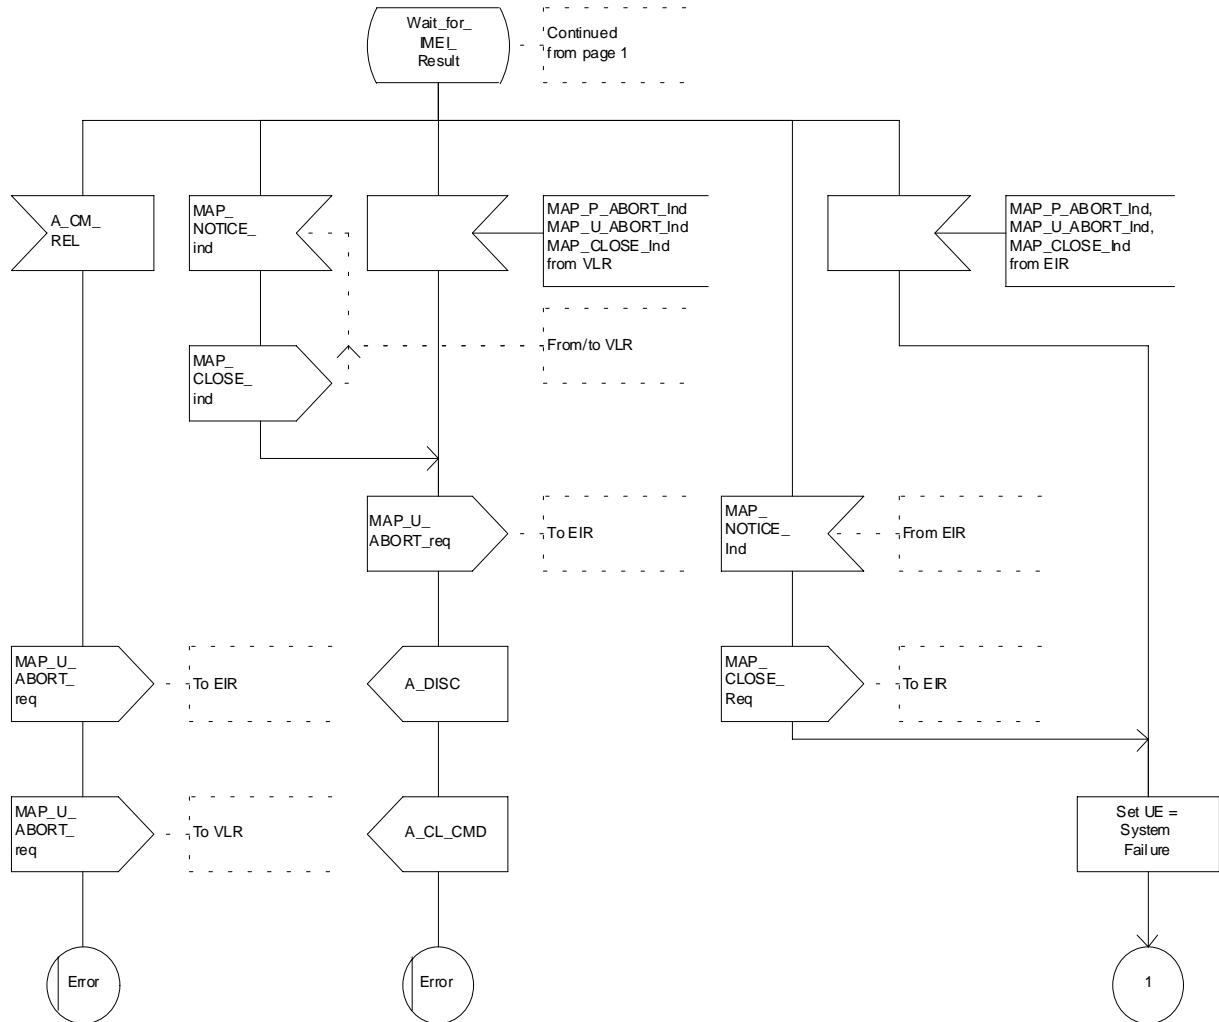 Wait_for_
IMEI_
Result
Continued
from page 1
A_CM_
REL
MAP_
NOTICE_
ind
MAP_P_ABORT_Ind
MAP_U_ABORT_Ind
MAP_CLOSE_Ind
from VLR
MAP_P_ABORT_Ind,
MAP_U_ABORT_Ind,
MAP_CLOSE_Ind
from EIR
MAP_
CLOSE_
ind
From/to VLR
MAP_U_
ABORT_req
To EIR
MAP_
NOTICE_
Ind
From EIR
MAP_U_
ABORT_
req
To EIR
A_DISC
MAP_
CLOSE_
Req
To EIR
MAP_U_
ABORT_
req
To VLR
A_CL_CMD
Set UE =
System
Failure
Error
Error
1